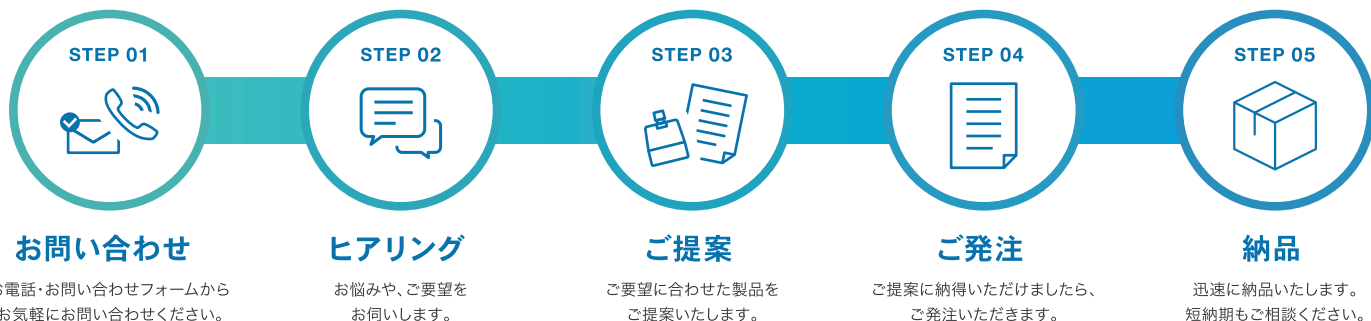 STEP 01
お問い合わせ
お電話・お問い合わせフォームから
お気軽にお問い合わせください。
STEP 02
ヒアリング
お悩みや、ご要望を
お伺いします。
STEP 03
ご提案
ご要望に合わせた製品を
ご提案いたします。
STEP 04
ご発注
ご提案に納得いただけましたら、
ご発注いただきます。
STEP 05
納品
迅速に納品いたします。
短納期もご相談ください。